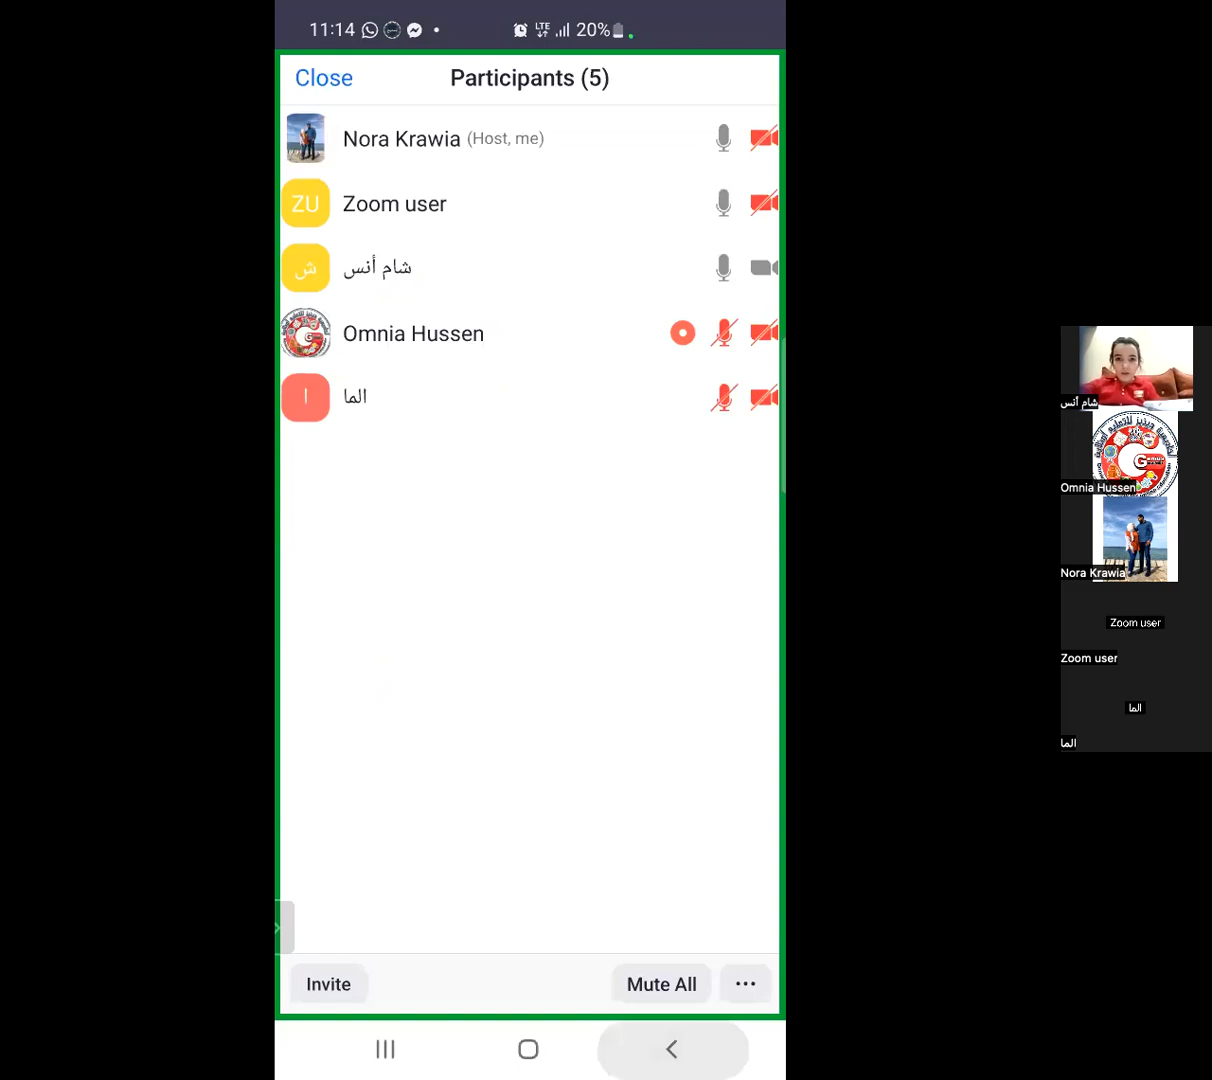 11:14 LTE 20%
Close Participants (5)
Nora Krawia (Host, me)
ZU Zoom user
ش شام أنس
Omnia Hussen
ا الما
Invite Mute All
شام أنس
Omnia Hussen
Nora Krawia
Zoom user
Zoom user
الما
الما